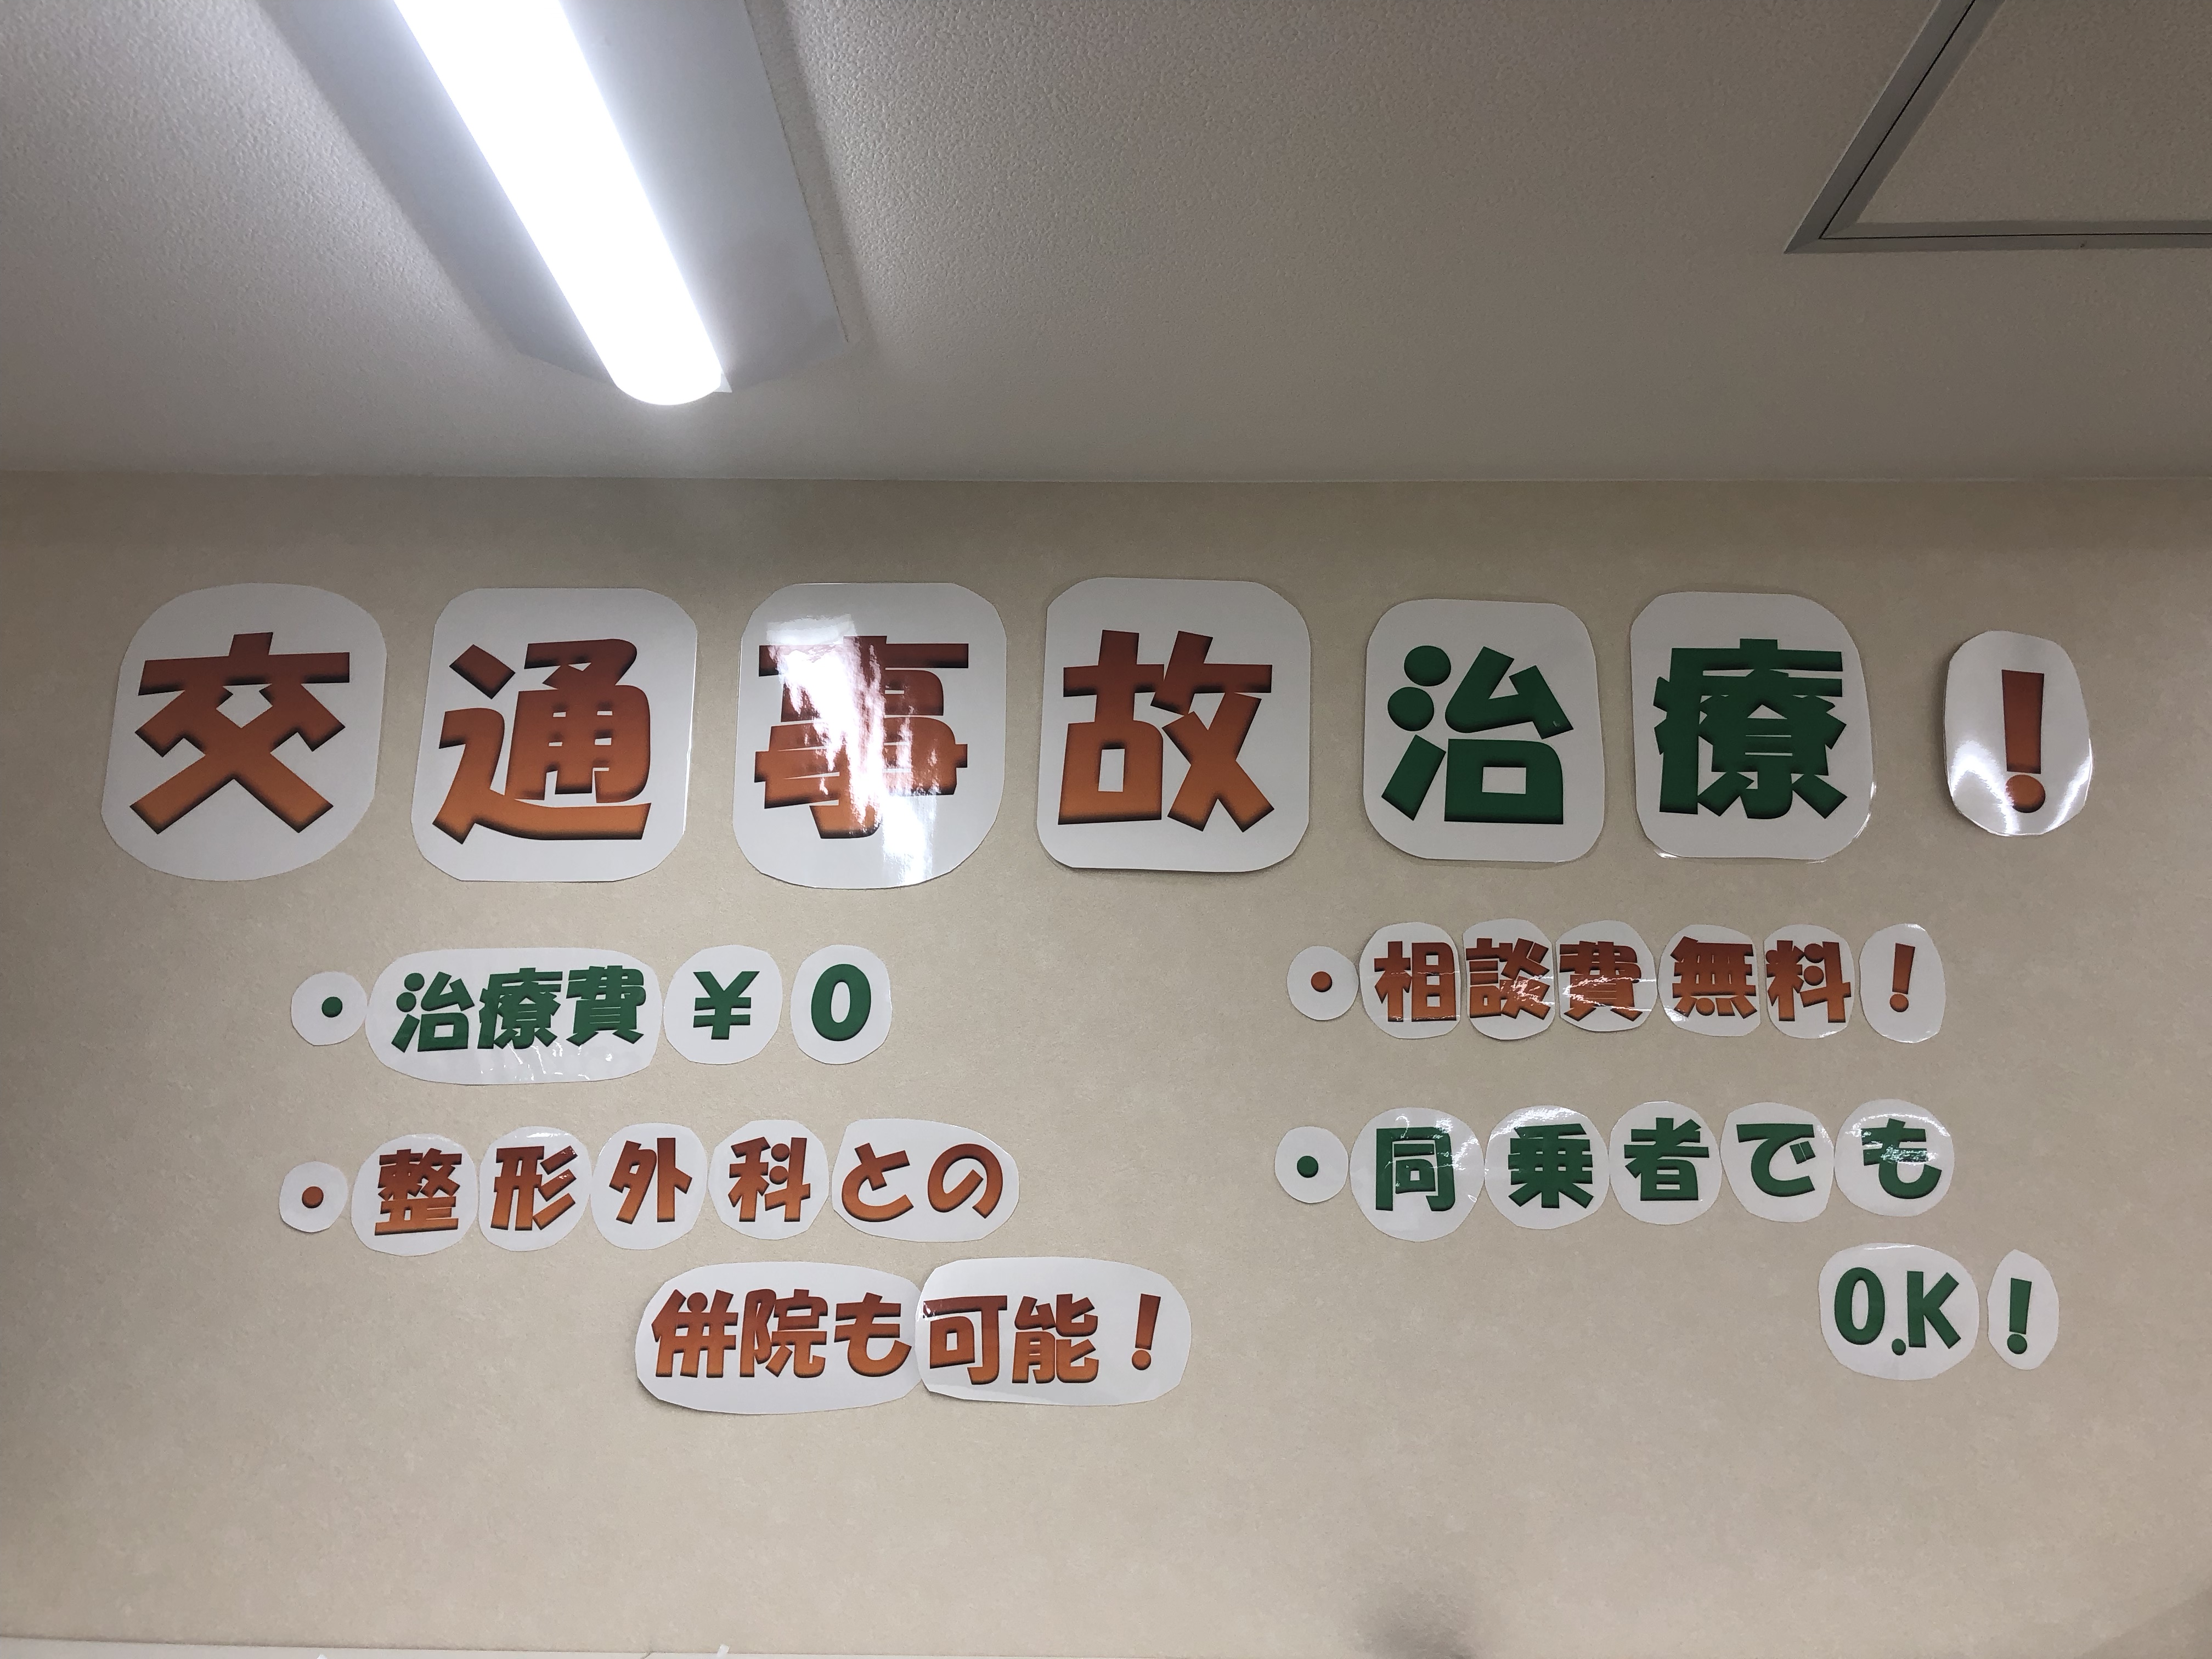 交通事故治療！
・治療費￥0
・整形外科との
併院も可能！
・相談費無料！
・同乗者でも
O.K！